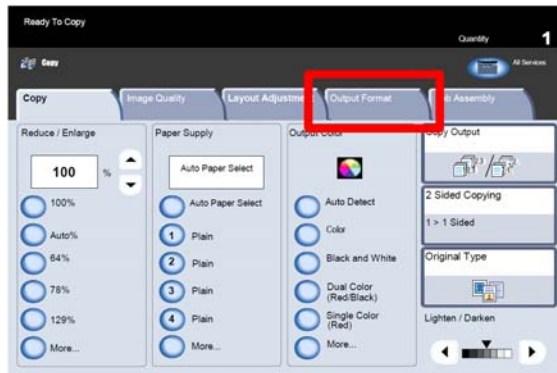 Ready To Copy
Quantity 1
Copy
All Services
Copy
Image Quality
Layout Adjustment
Output Format
Job Assembly
Reduce / Enlarge
100 %
100%
Auto%
64%
78%
129%
More...
Paper Supply
Auto Paper Select
Auto Paper Select
1 Plain
2 Plain
3 Plain
4 Plain
More...
Output Color
Auto Detect
Color
Black and White
Dual Color
(Red/Black)
Single Color
(Red)
More...
Copy Output
2 Sided Copying
1 > 1 Sided
Original Type
Lighten / Darken